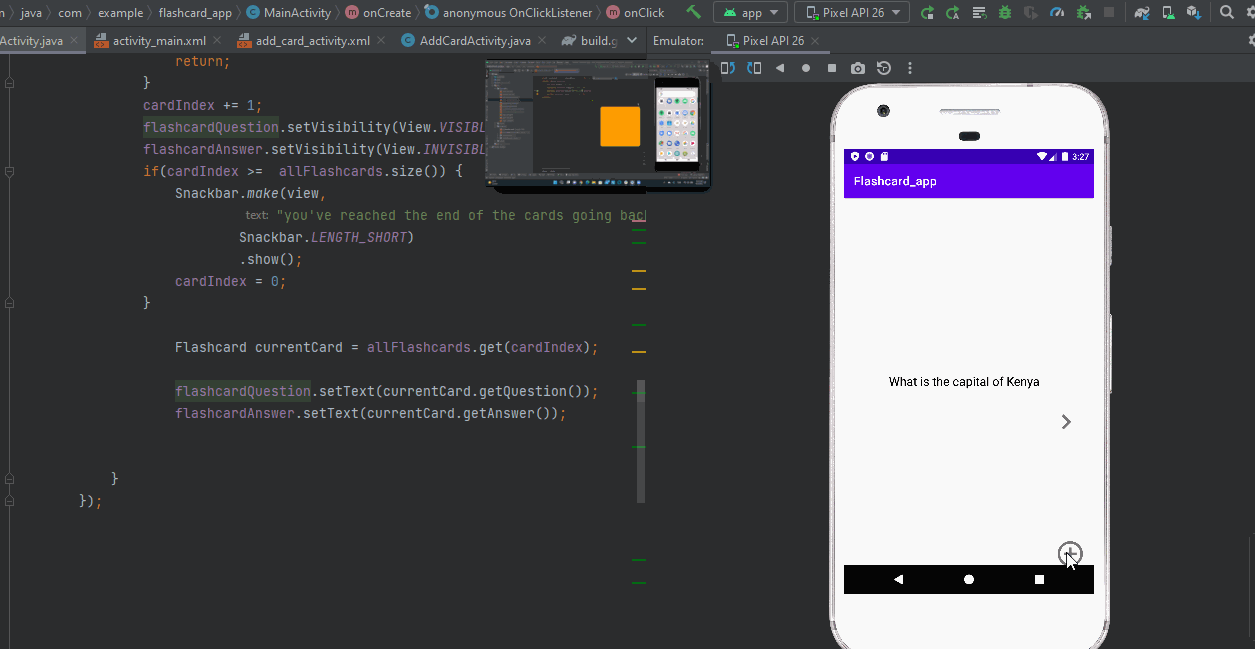 java com example flashcard_app MainActivity onCreate anonymous OnClickListener onClick app Pixel API 26
Activity.java activity_main.xml add_card_activity.xml AddCardActivity.java build.g Emulator: Pixel API 26
return;
}
cardIndex += 1;
flashcardQuestion.setVisibility(View.VISIBL
flashcardAnswer.setVisibility(View.INVISIBL
if(cardIndex >= allFlashcards.size()) {
Snackbar.make(view,
text: "you've reached the end of the cards going bac
Snackbar.LENGTH_SHORT)
.show();
cardIndex = 0;
}
Flashcard currentCard = allFlashcards.get(cardIndex);
flashcardQuestion.setText(currentCard.getQuestion());
flashcardAnswer.setText(currentCard.getAnswer());
}
});
3:27
Flashcard_app
What is the capital of Kenya